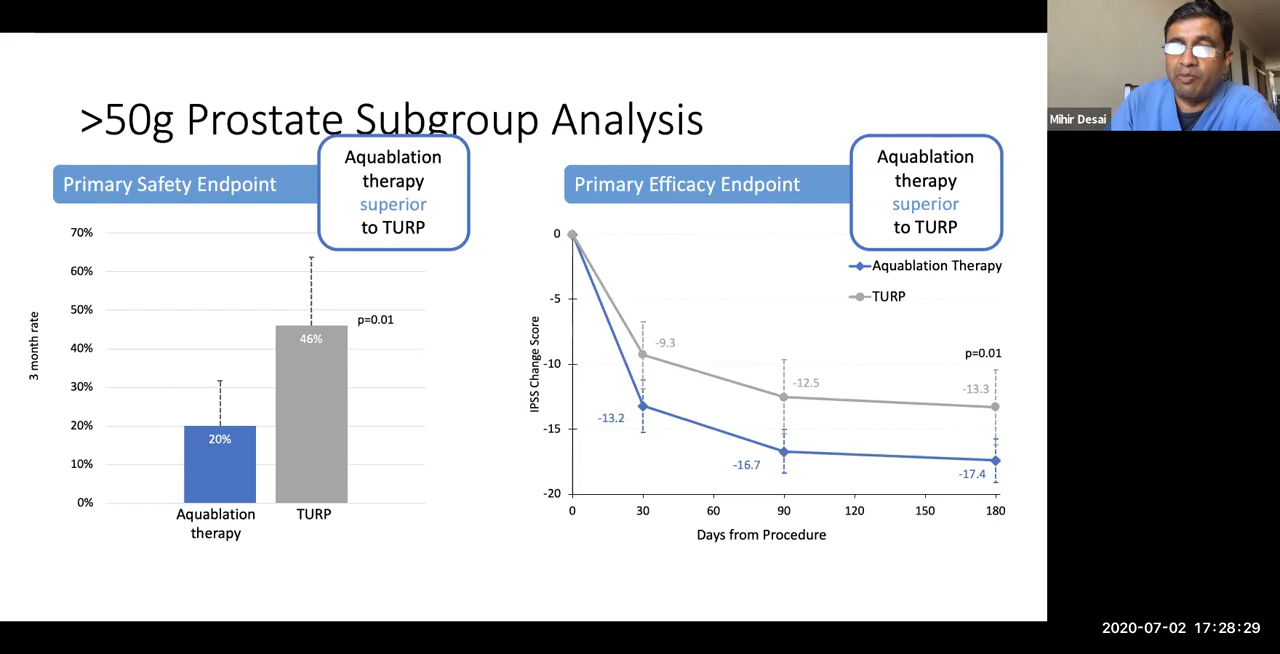 >50g Prostate Subgroup Analysis
Mihir Desai
Primary Safety Endpoint
Aquablation
therapy
superior
to TURP
70%
60%
50%
40%
30%
20%
10%
0%
3 month rate
p=0.01
46%
20%
Aquablation
therapy
TURP
Primary Efficacy Endpoint
Aquablation
therapy
superior
to TURP
Aquablation Therapy
TURP
0
-5
-10
-15
-20
IPSS Change Score
-9.3
-12.5
-13.3
p=0.01
-13.2
-16.7
-17.4
0 30 60 90 120 150 180
Days from Procedure
2020-07-02 17:28:29